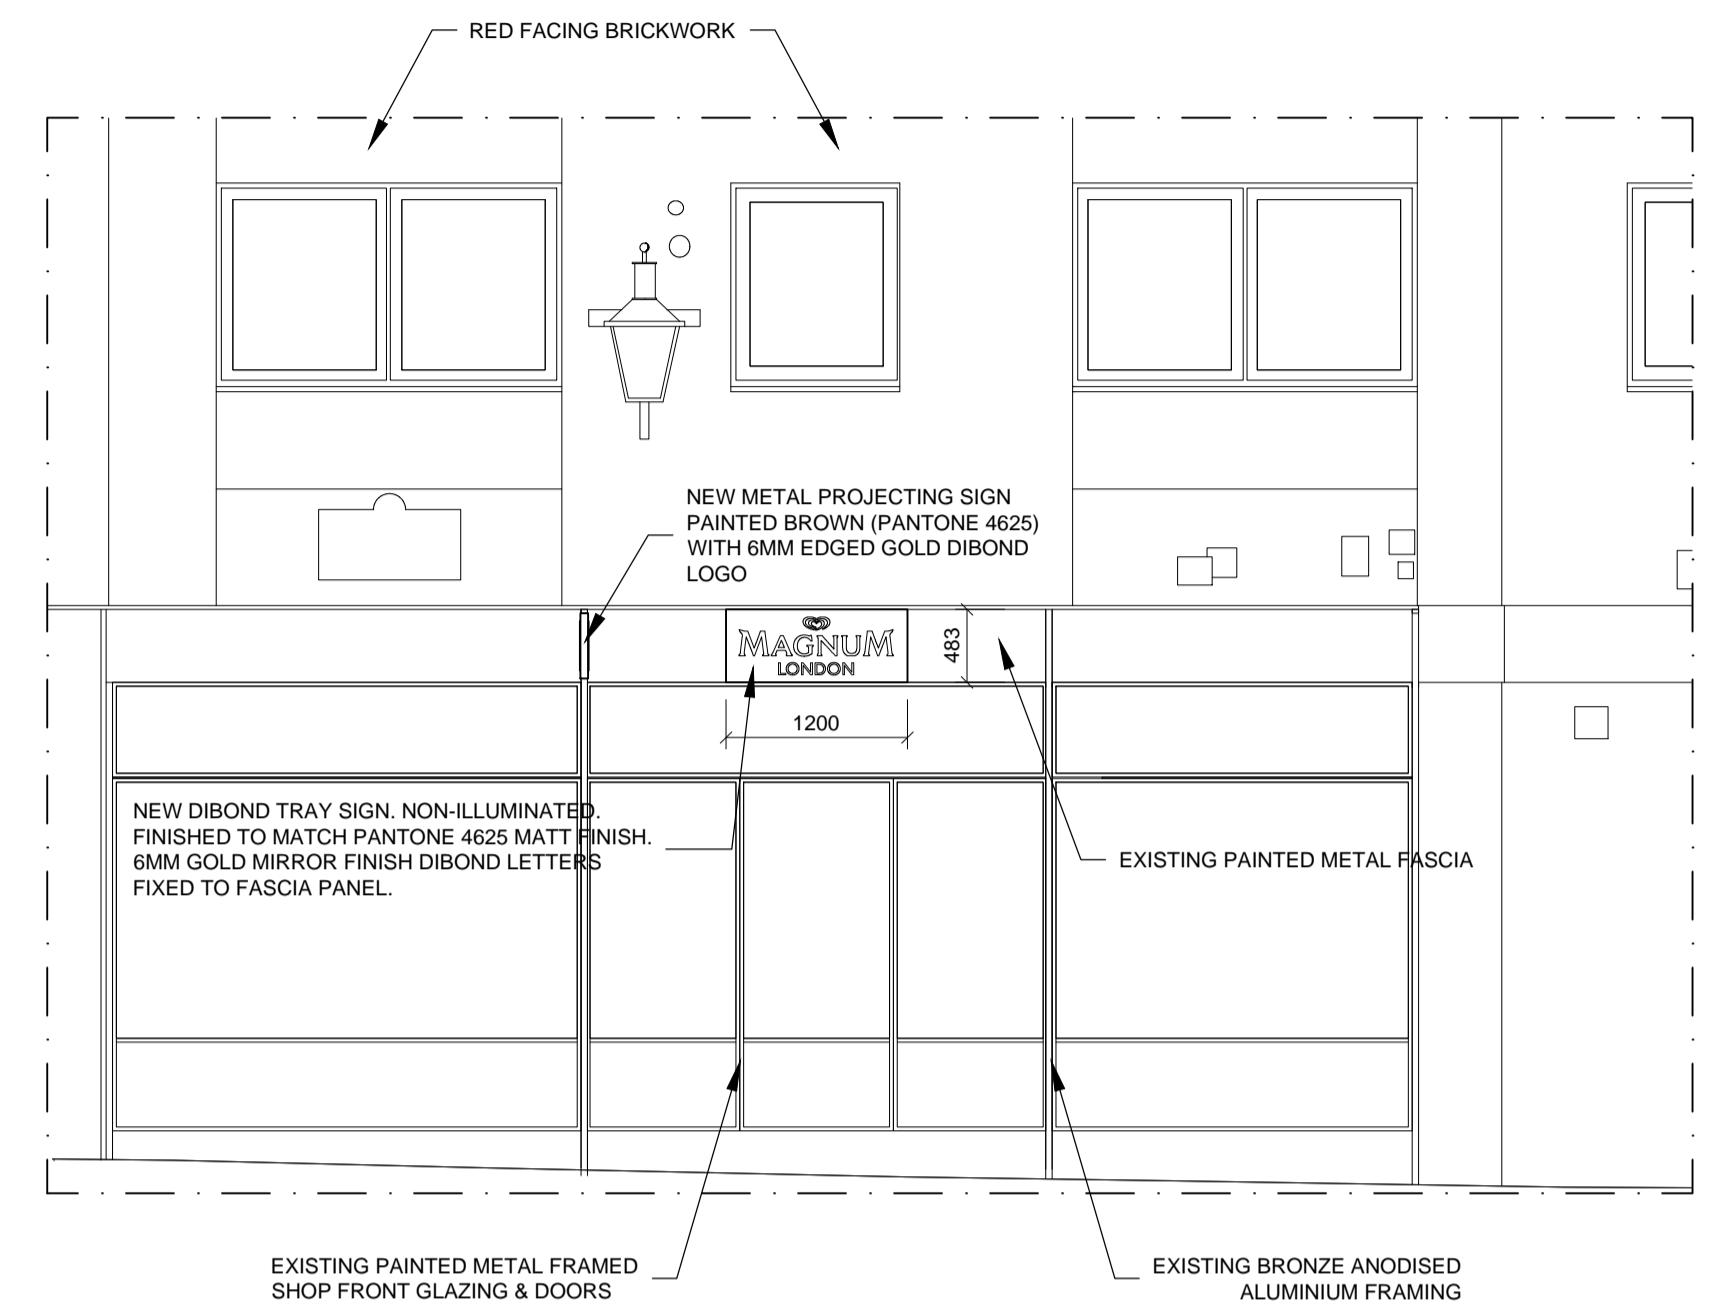 RED FACING BRICKWORK
NEW METAL PROJECTING SIGN
PAINTED BROWN (PANTONE 4625)
WITH 6MM EDGED GOLD DIBOND
LOGO
MAGNUM
LONDON
483
1200
NEW DIBOND TRAY SIGN. NON-ILLUMINATED.
FINISHED TO MATCH PANTONE 4625 MATT FINISH.
6MM GOLD MIRROR FINISH DIBOND LETTERS
FIXED TO FASCIA PANEL.
EXISTING PAINTED METAL FASCIA
EXISTING PAINTED METAL FRAMED
SHOP FRONT GLAZING & DOORS
EXISTING BRONZE ANODISED
ALUMINIUM FRAMING